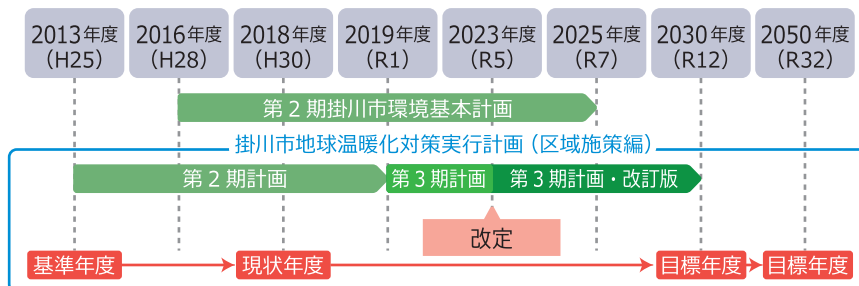 2013年度
(H25)
2016年度
(H28)
2018年度
(H30)
2019年度
(R1)
2023年度
(R5)
2025年度
(R7)
2030年度
(R12)
2050年度
(R32)
第2期掛川市環境基本計画
掛川市地球温暖化対策実行計画(区域施策編)
第2期計画
第3期計画
第3期計画・改訂版
改定
基準年度
現状年度
目標年度
目標年度